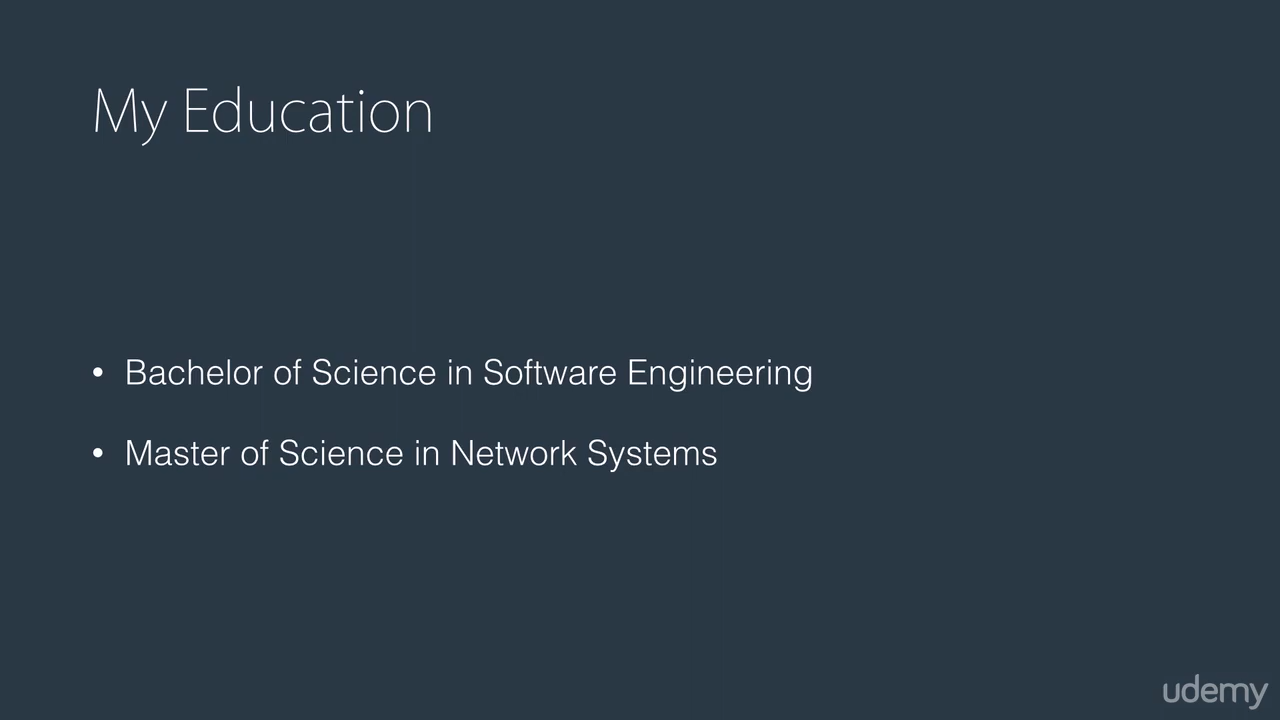 My Education
• Bachelor of Science in Software Engineering
• Master of Science in Network Systems
udemy